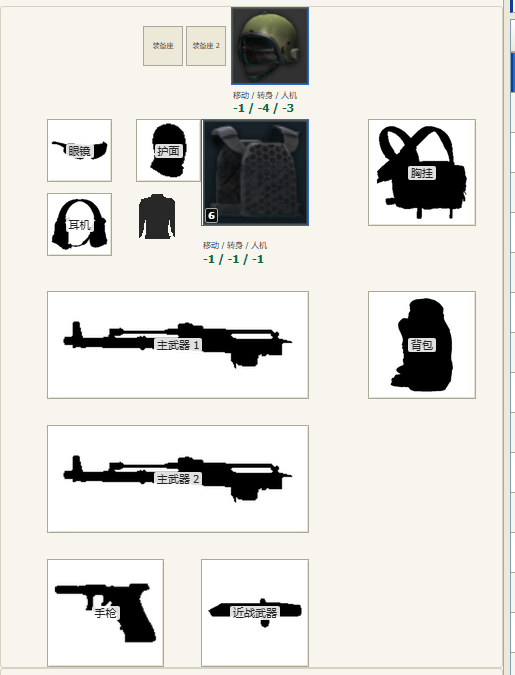 装备座
装备座 2
移动 / 转身 / 人机
-1 / -4 / -3
眼镜
护面
胸挂
耳机
6
移动 / 转身 / 人机
-1 / -1 / -1
主武器 1
背包
主武器 2
手枪
近战武器